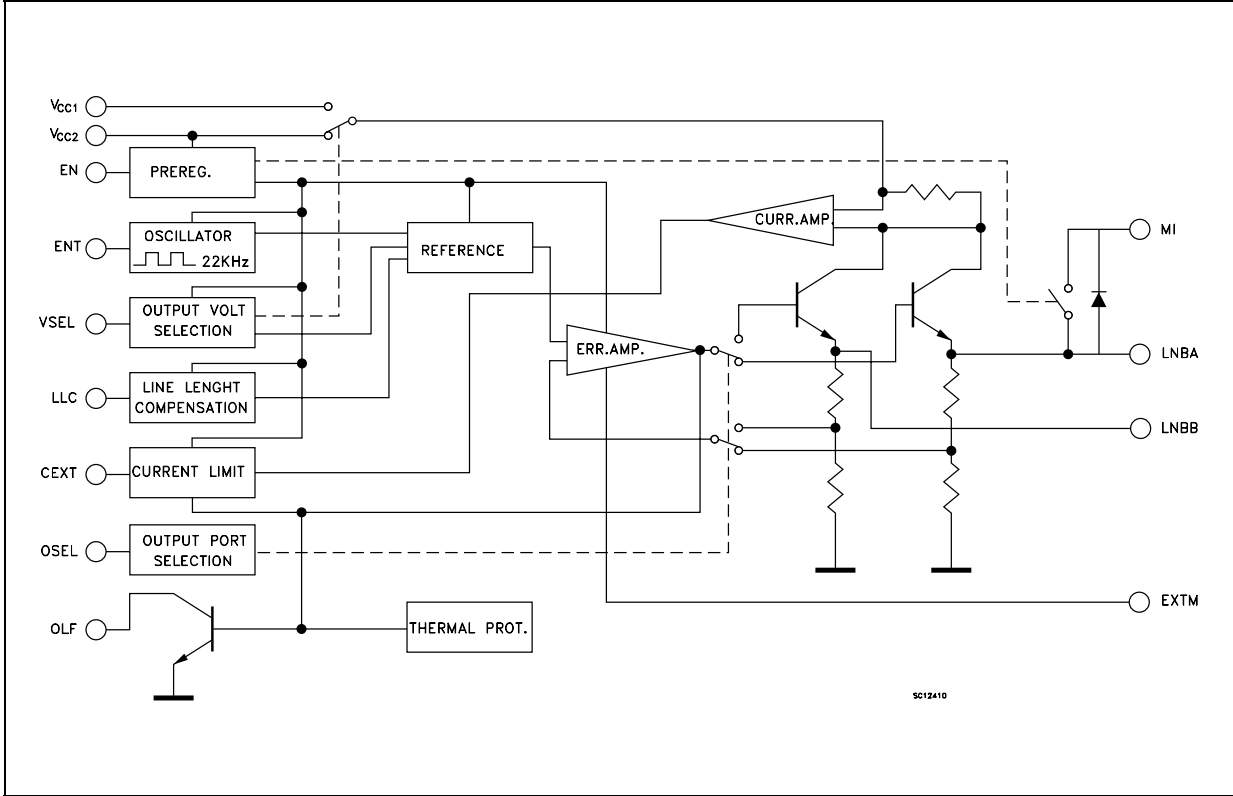 VCC1
VCC2
EN
PREREG.
ENT
OSCILLATOR
22KHz
VSEL
OUTPUT VOLT
SELECTION
LLC
LINE LENGHT
COMPENSATION
CEXT
CURRENT LIMIT
OSEL
OUTPUT PORT
SELECTION
OLF
THERMAL PROT.
REFERENCE
ERR.AMP.
CURR.AMP.
MI
LNBA
LNBB
EXTM
SC12410